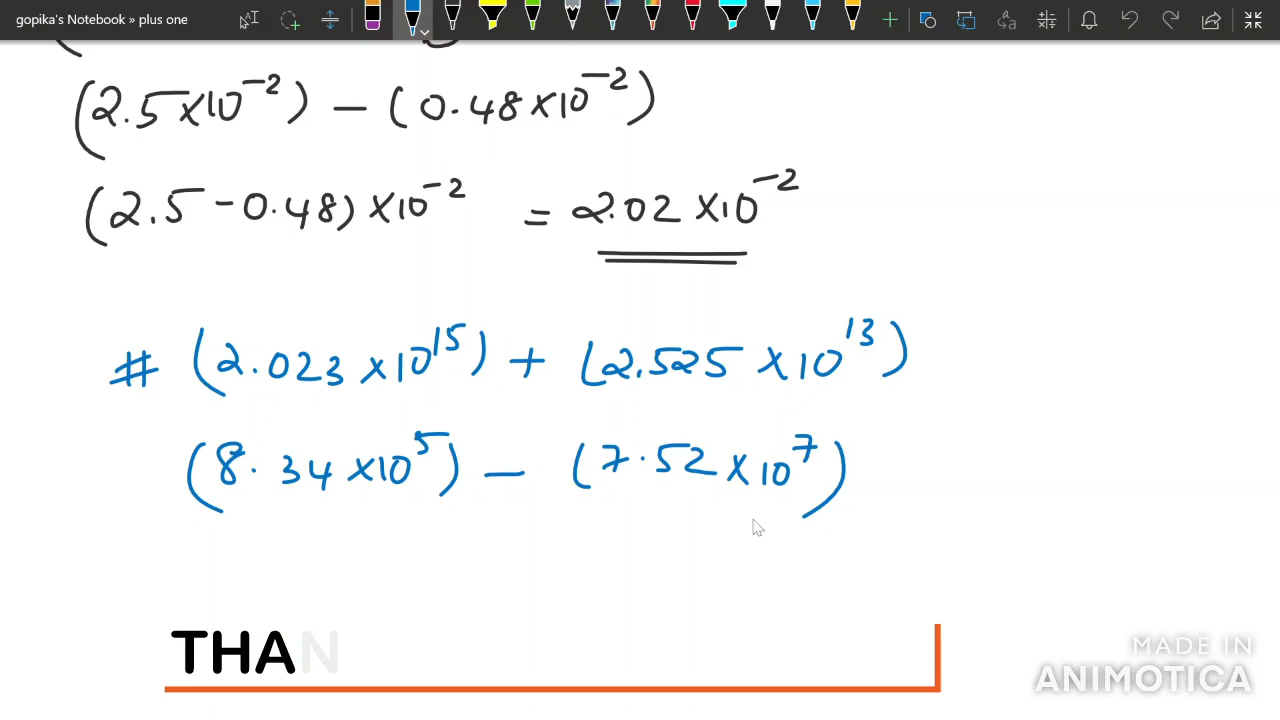 gopika's Notebook » plus one
(2.5×10⁻²) − (0.48×10⁻²)
(2.5 − 0.48) ×10⁻² = 2.02 ×10⁻²
# (2.023 ×10¹⁵) + (2.525 ×10¹³)
(8.34 ×10⁵) − (7.52 ×10⁷)
THAN
MADE IN
ANIMOTICA